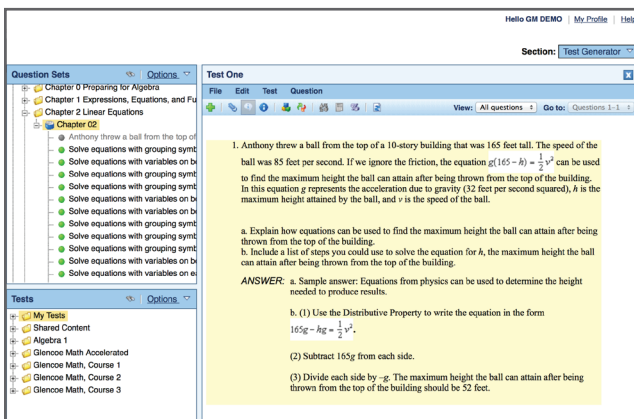 Hello GM DEMO | My Profile | Help
Section: Test Generator
Question Sets Options
Chapter 0 Preparing for Algebra
Chapter 1 Expressions, Equations, and Fu
Chapter 2 Linear Equations
Chapter 02
Anthony threw a ball from the top of
Solve equations with grouping symb
Solve equations with variables on bo
Solve equations with grouping symb
Solve equations with grouping symb
Solve equations with variables on bo
Solve equations with variables on bo
Solve equations with grouping symb
Solve equations with grouping symb
Solve equations with grouping symb
Solve equations with variables on bo
Solve equations with variables on ea
Tests Options
My Tests
Shared Content
Algebra 1
Glencoe Math Accelerated
Glencoe Math, Course 1
Glencoe Math, Course 2
Glencoe Math, Course 3
Test One
File Edit Test Question
View: All questions Go to: Questions 1-1
1. Anthony threw a ball from the top of a 10-story building that was 165 feet tall. The speed of the
ball was 85 feet per second. If we ignore the friction, the equation g(165 – h) = 1/2 v² can be used
to find the maximum height the ball can attain after being thrown from the top of the building.
In this equation g represents the acceleration due to gravity (32 feet per second squared), h is the
maximum height attained by the ball, and v is the speed of the ball.
a. Explain how equations can be used to find the maximum height the ball can attain after being
thrown from the top of the building.
b. Include a list of steps you could use to solve the equation for h, the maximum height the ball
can attain after being thrown from the top of the building.
ANSWER: a. Sample answer: Equations from physics can be used to determine the height
needed to produce results.
b. (1) Use the Distributive Property to write the equation in the form
165g – hg = 1/2 v².
(2) Subtract 165g from each side.
(3) Divide each side by –g. The maximum height the ball can attain after being
thrown from the top of the building should be 52 feet.